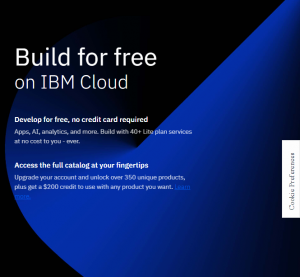 Build for free
on IBM Cloud
Develop for free, no credit card required
Apps, AI, analytics, and more. Build with 40+ Lite plan services
at no cost to you - ever.
Access the full catalog at your fingertips
Upgrade your account and unlock over 350 unique products,
plus get a $200 credit to use with any product you want. Learn
more.
Cookie Preferences